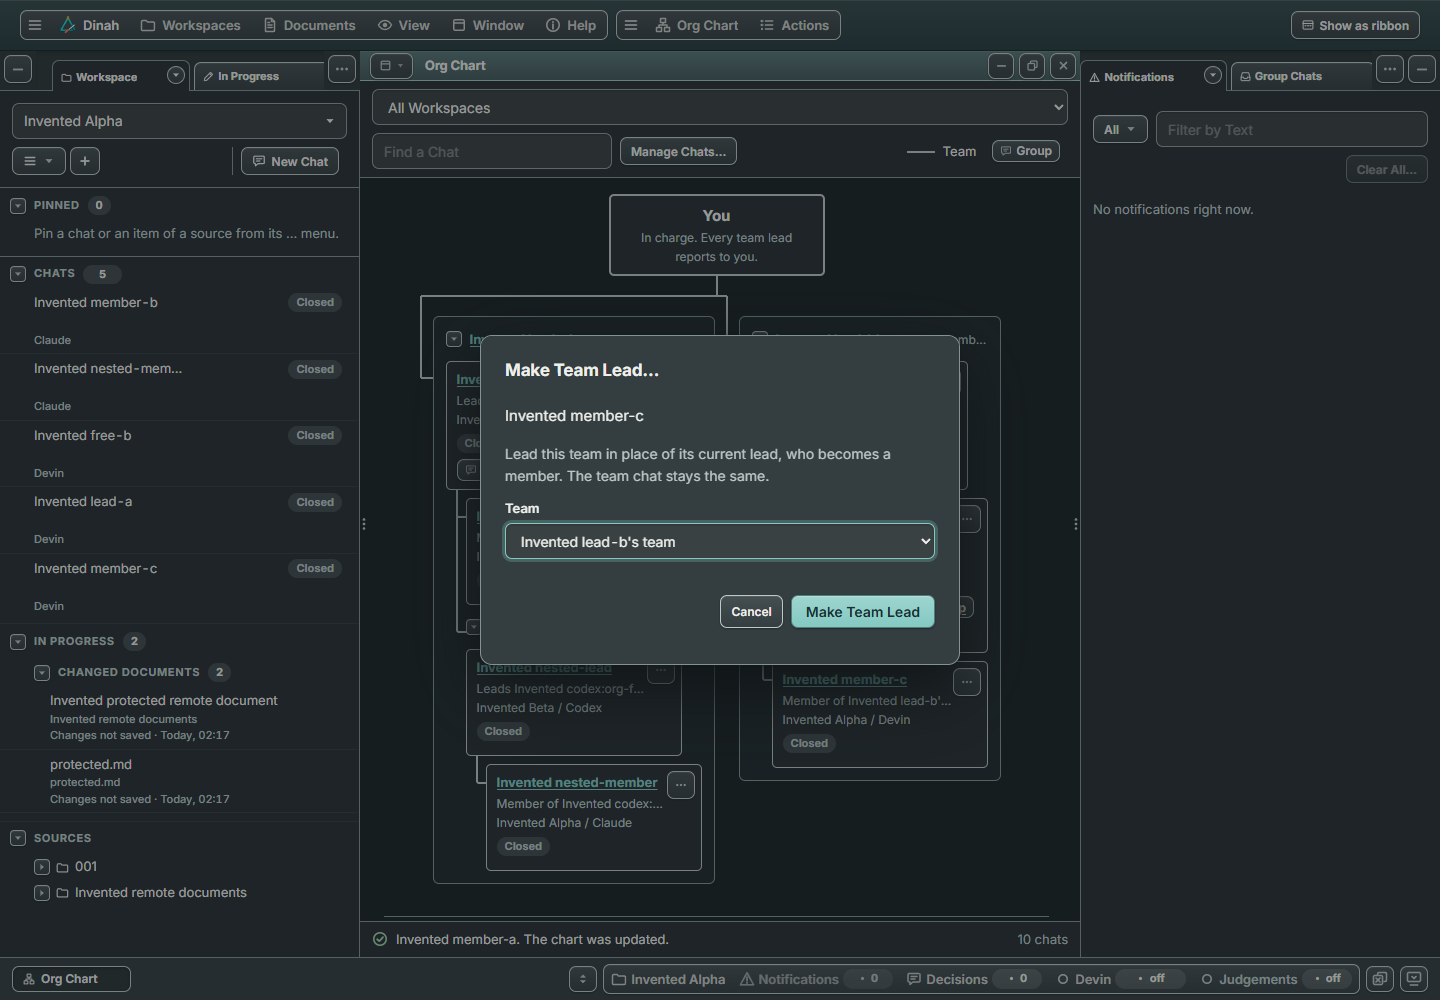 Dinah
Workspaces
Documents
View
Window
Help
Org Chart
Actions
Show as ribbon
Workspace
In Progress
Invented Alpha
New Chat
PINNED 0
Pin a chat or an item of a source from its ... menu.
CHATS 5
Invented member-b
Closed
Claude
Invented nested-mem...
Closed
Claude
Invented free-b
Closed
Devin
Invented lead-a
Closed
Devin
Invented member-c
Closed
Devin
IN PROGRESS 2
CHANGED DOCUMENTS 2
Invented protected remote document
Invented remote documents
Changes not saved · Today, 02:17
protected.md
protected.md
Changes not saved · Today, 02:17
SOURCES
001
Invented remote documents
Org Chart
All Workspaces
Find a Chat
Manage Chats...
Team
Group
You
In charge. Every team lead
reports to you.
Make Team Lead...
Invented member-c
Lead this team in place of its current lead, who becomes a
member. The team chat stays the same.
Team
Invented lead-b's team
Cancel
Make Team Lead
Invented nested-lead
Leads Invented codex:org-f...
Invented Beta / Codex
Closed
Invented nested-member
Member of Invented codex:...
Invented Alpha / Claude
Closed
Invented member-c
Member of Invented lead-b'...
Invented Alpha / Devin
Closed
Invented member-a. The chart was updated.
10 chats
Notifications
Group Chats
All
Filter by Text
Clear All...
No notifications right now.
Org Chart
Invented Alpha
Notifications · 0
Decisions · 0
Devin · off
Judgements · off